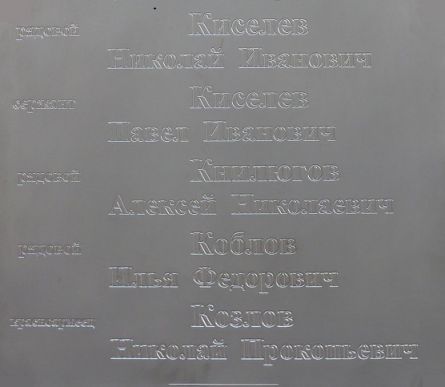 рядовой Киселев
Николай Иванович
сержант Киселев
Павел Иванович
рядовой Книлюгов
Алексей Николаевич
рядовой Коблов
Илья Федорович
красноармеец Козлов
Николай Прокопьевич